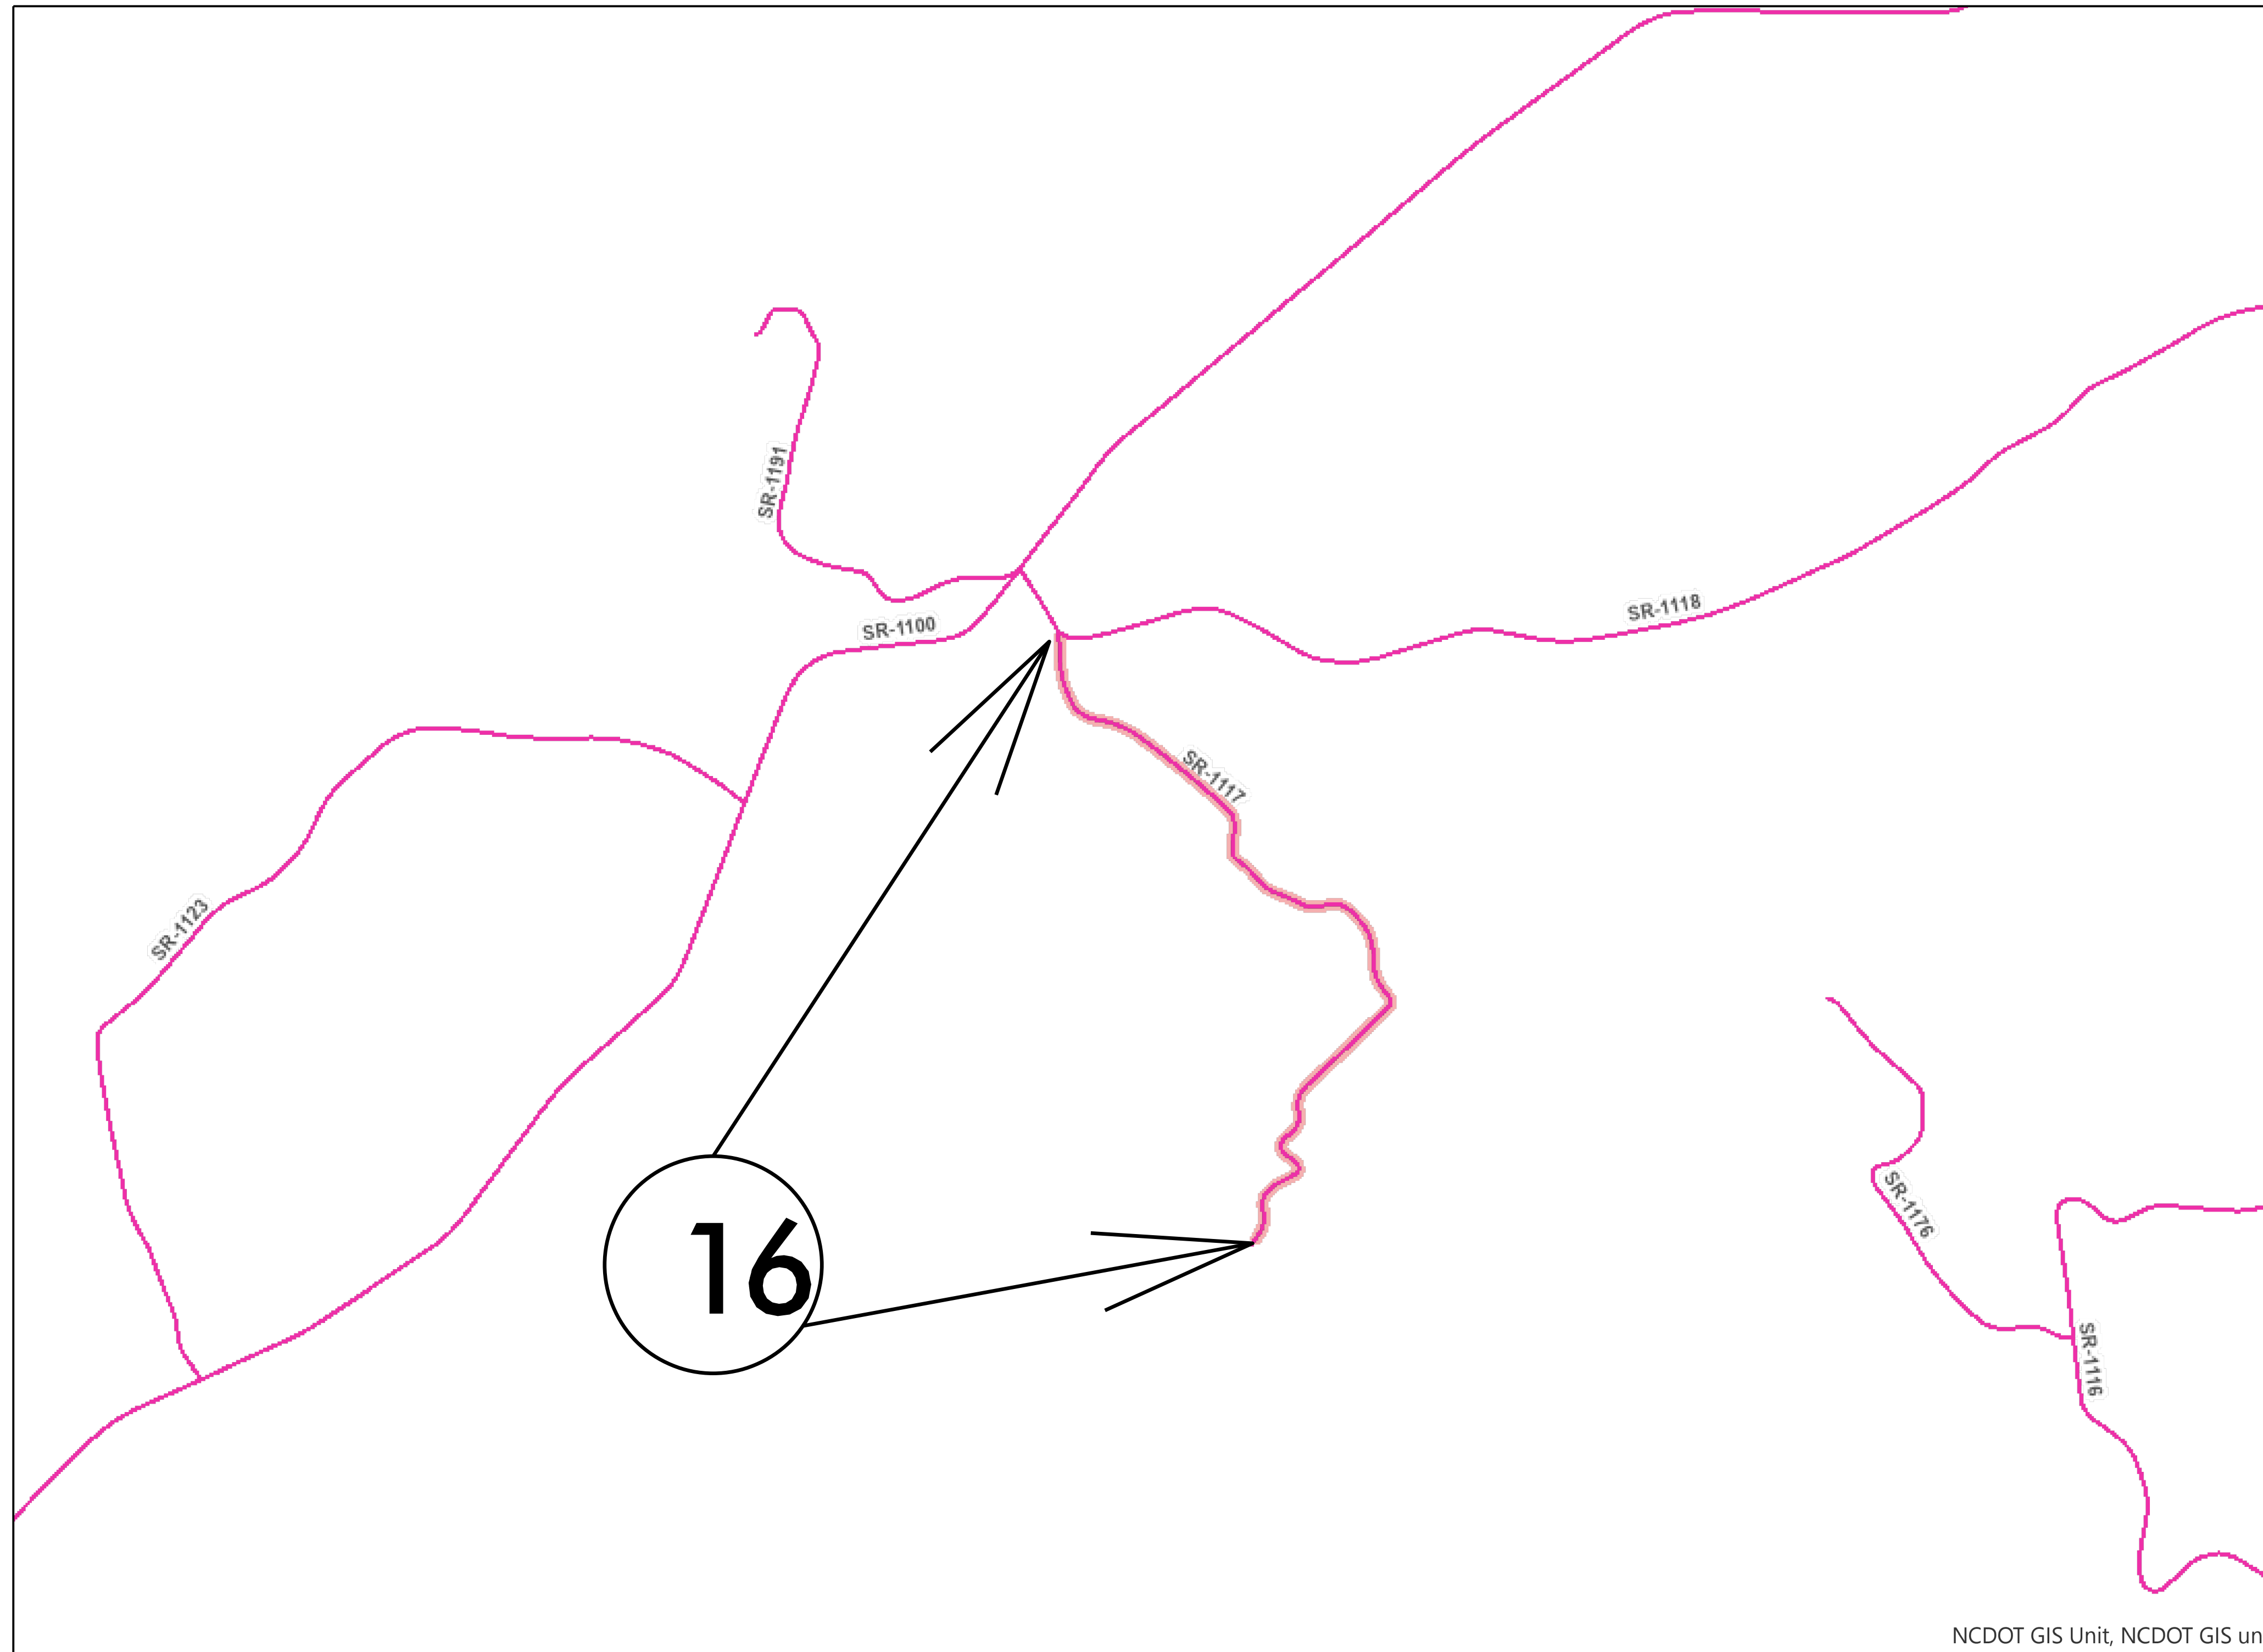 SR-1191
SR-1100
SR-1118
SR-1117
SR-1123
SR-1176
SR-1116
16
NCDOT GIS Unit, NCDOT GIS un